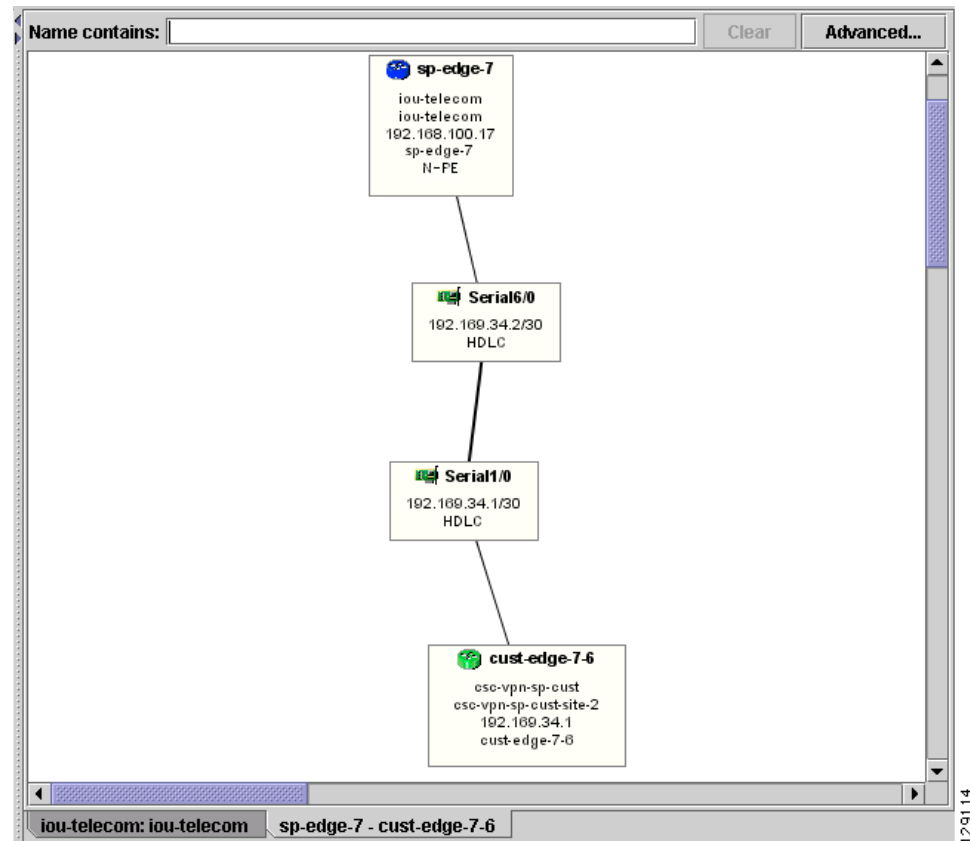 Name contains:
Clear
Advanced...
sp-edge-7
iou-telecom
iou-telecom
192.168.100.17
sp-edge-7
N-PE
Serial6/0
192.169.34.2/30
HDLC
Serial1/0
192.169.34.1/30
HDLC
cust-edge-7-6
csc-vpn-sp-cust
csc-vpn-sp-cust-site-2
192.169.34.1
cust-edge-7-6
iou-telecom: iou-telecom
sp-edge-7 - cust-edge-7-6
129114